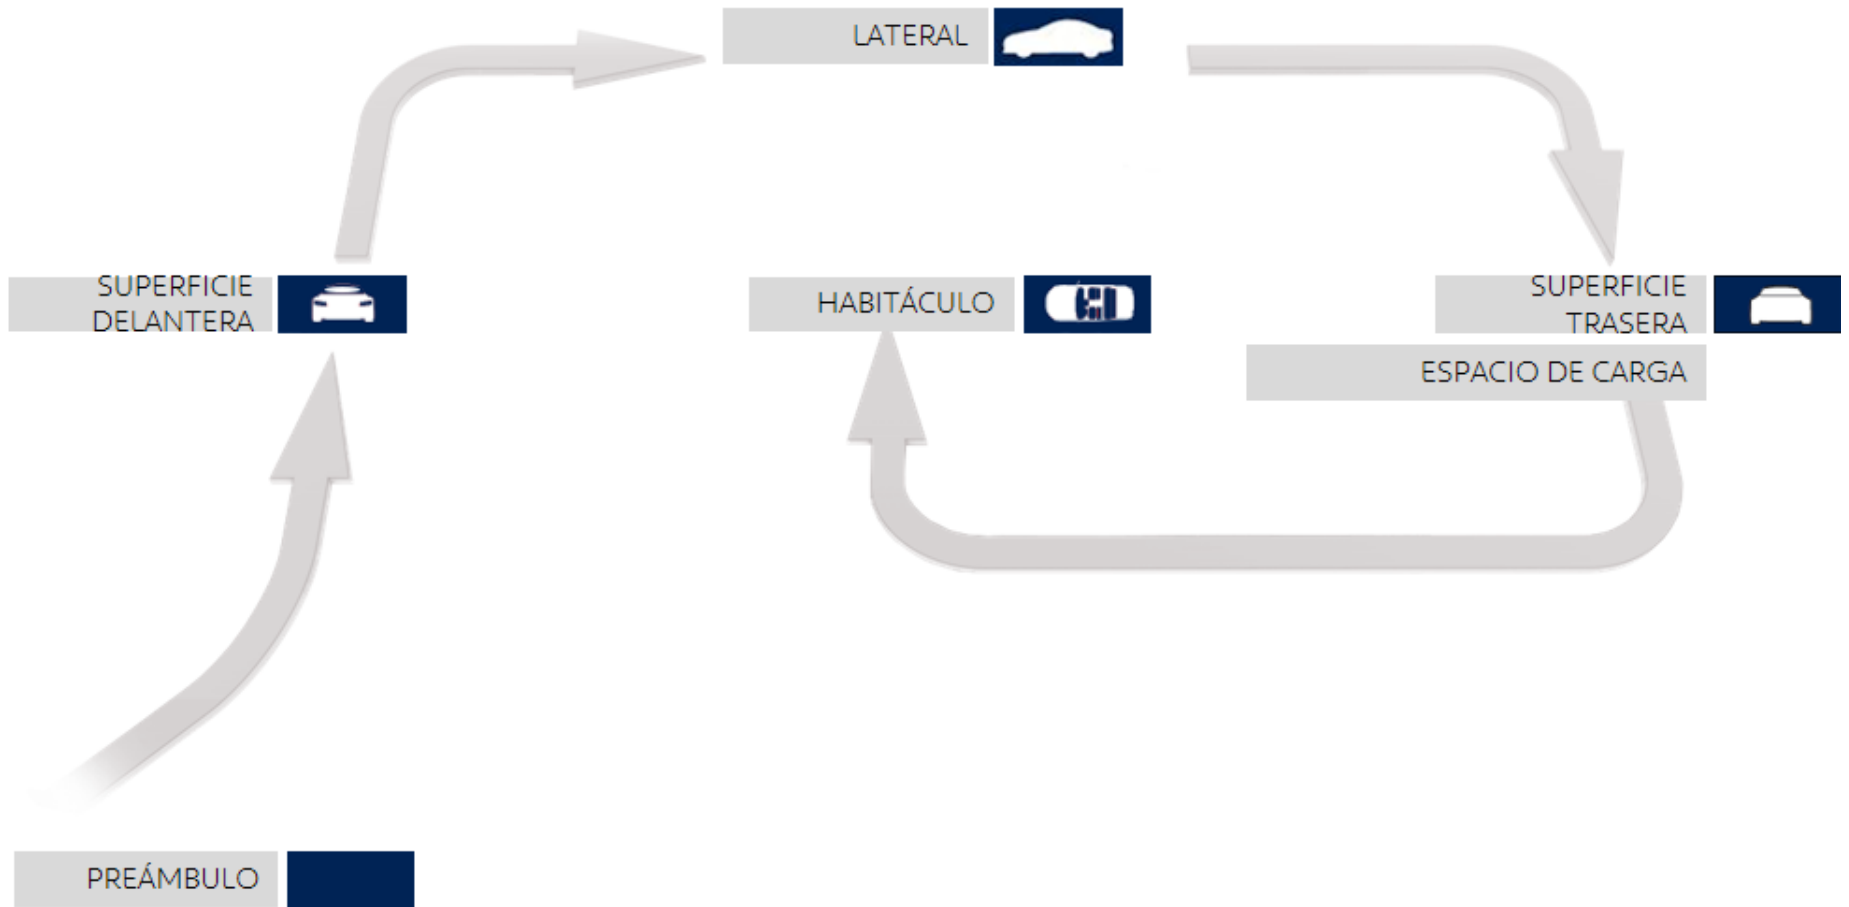 LATERAL
SUPERFICIE
DELANTERA
HABITÁCULO
SUPERFICIE
TRASERA
ESPACIO DE CARGA
PREÁMBULO